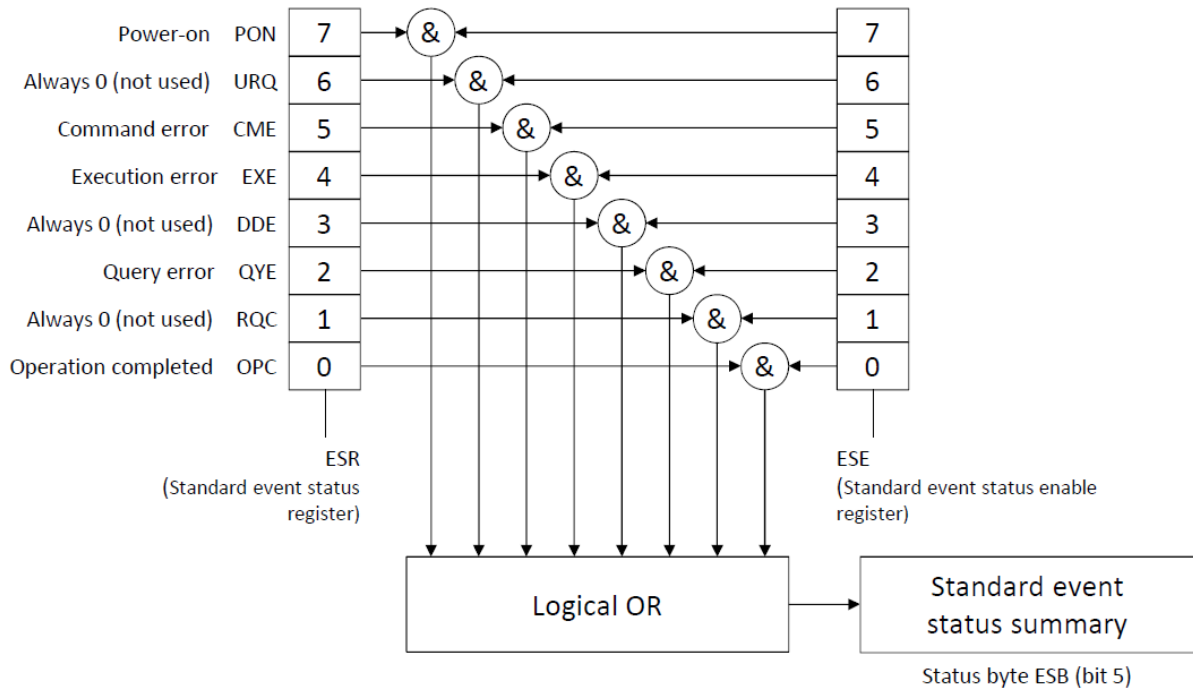 Power-on PON 7 & 7
Always 0 (not used) URQ 6 & 6
Command error CME 5 & 5
Execution error EXE 4 & 4
Always 0 (not used) DDE 3 & 3
Query error QYE 2 & 2
Always 0 (not used) RQC 1 & 1
Operation completed OPC 0 & 0
ESR
(Standard event status
register)
ESE
(Standard event status enable
register)
Logical OR
Standard event
status summary
Status byte ESB (bit 5)